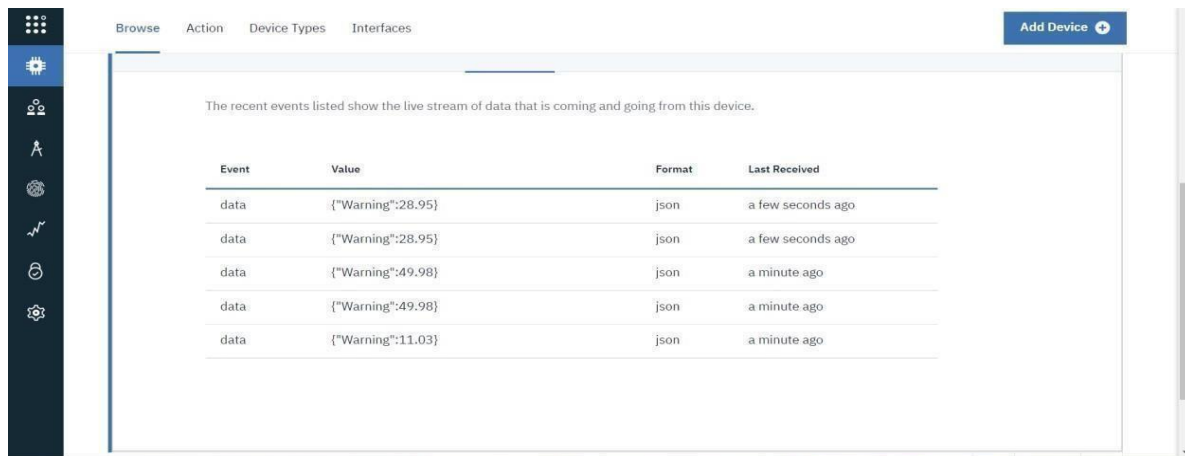 Browse Action Device Types Interfaces Add Device
The recent events listed show the live stream of data that is coming and going from this device.
Event Value Format Last Received
data {"Warning":28.95} json a few seconds ago
data {"Warning":28.95} json a few seconds ago
data {"Warning":49.98} json a minute ago
data {"Warning":49.98} json a minute ago
data {"Warning":11.03} json a minute ago